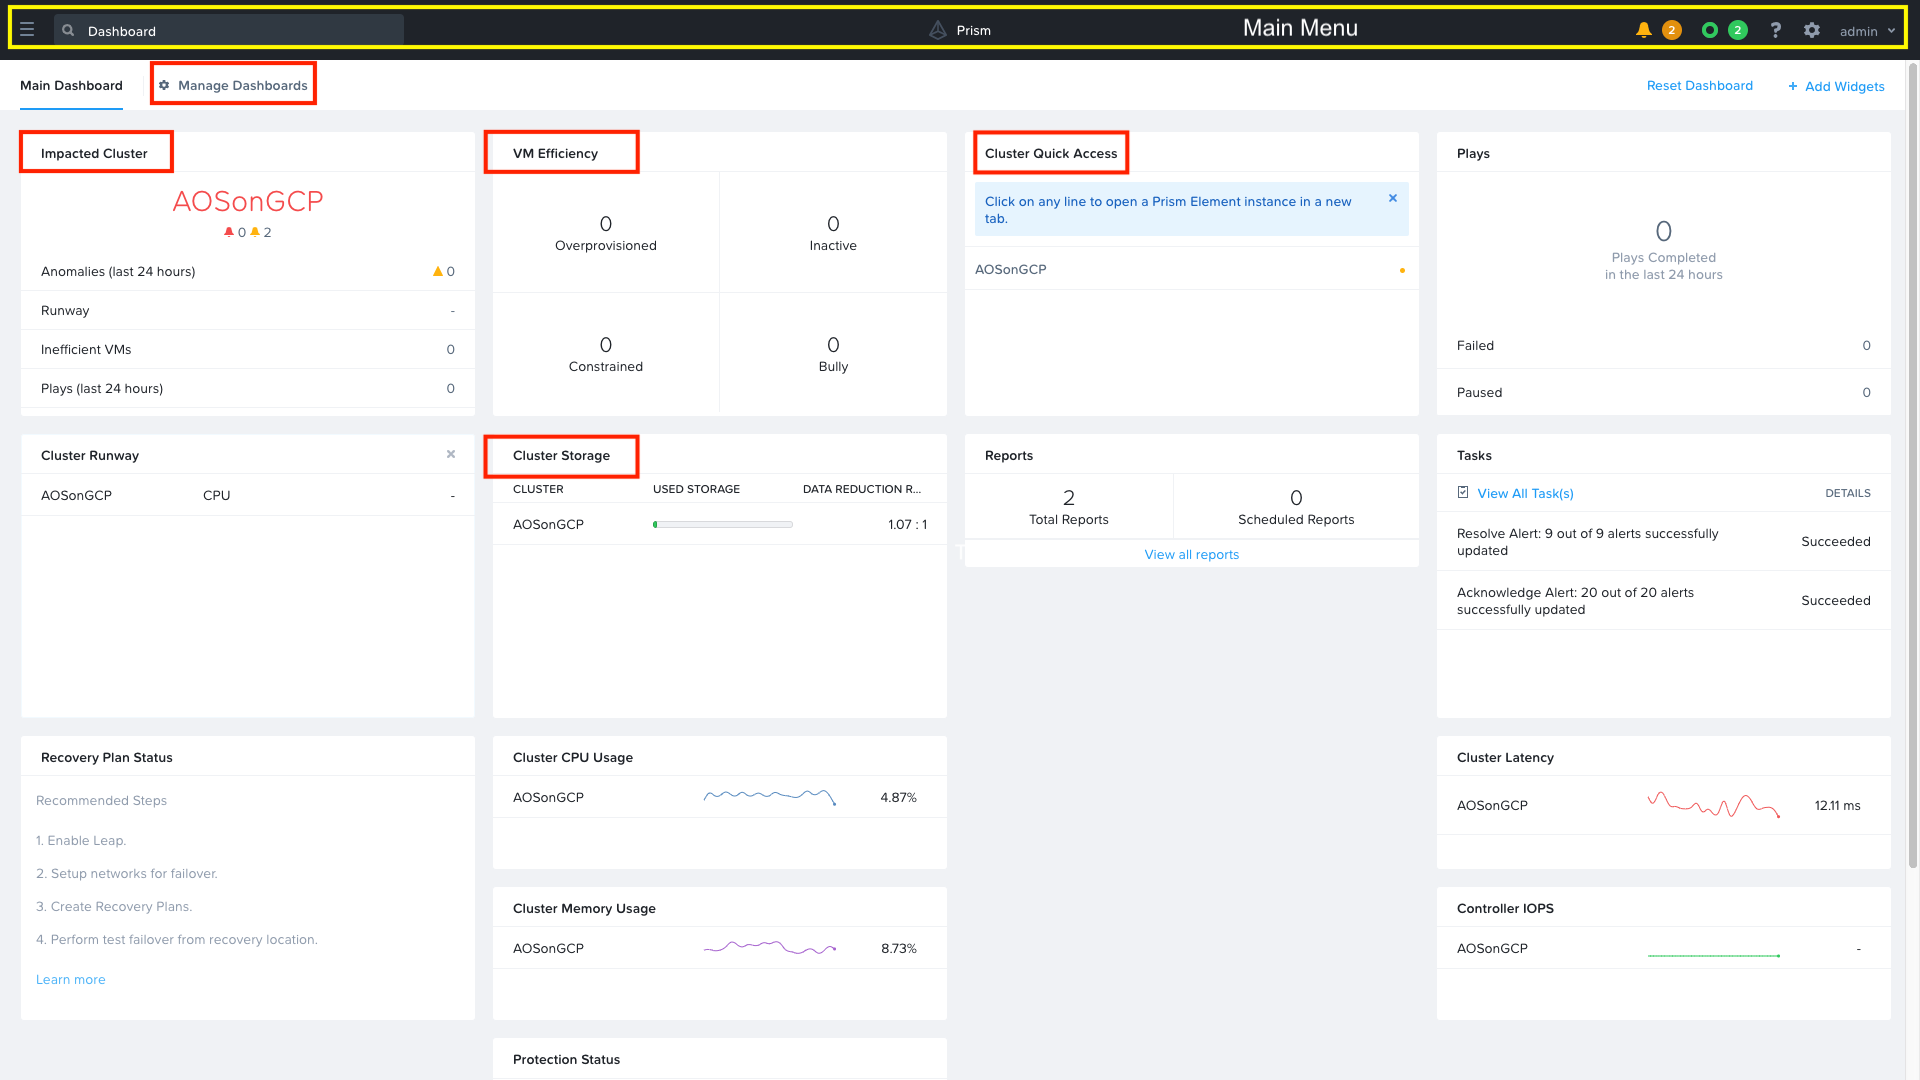 Dashboard
Prism
Main Menu
2
2
?
admin
Main Dashboard
Manage Dashboards
Reset Dashboard
+ Add Widgets
Impacted Cluster
AOSonGCP
0 2
Anomalies (last 24 hours) 0
Runway -
Inefficient VMs 0
Plays (last 24 hours) 0
VM Efficiency
0
Overprovisioned
0
Inactive
0
Constrained
0
Bully
Cluster Quick Access
Click on any line to open a Prism Element instance in a new
tab.
AOSonGCP
Plays
0
Plays Completed
in the last 24 hours
Failed 0
Paused 0
Cluster Runway
AOSonGCP CPU -
Cluster Storage
CLUSTER USED STORAGE DATA REDUCTION R...
AOSonGCP 1.07 : 1
Reports
2
Total Reports
0
Scheduled Reports
View all reports
T
Tasks
View All Task(s) DETAILS
Resolve Alert: 9 out of 9 alerts successfully
updated
Succeeded
Acknowledge Alert: 20 out of 20 alerts
successfully updated
Succeeded
Recovery Plan Status
Recommended Steps
1. Enable Leap.
2. Setup networks for failover.
3. Create Recovery Plans.
4. Perform test failover from recovery location.
Learn more
Cluster CPU Usage
AOSonGCP 4.87%
Cluster Memory Usage
AOSonGCP 8.73%
Protection Status
Cluster Latency
AOSonGCP 12.11 ms
Controller IOPS
AOSonGCP -